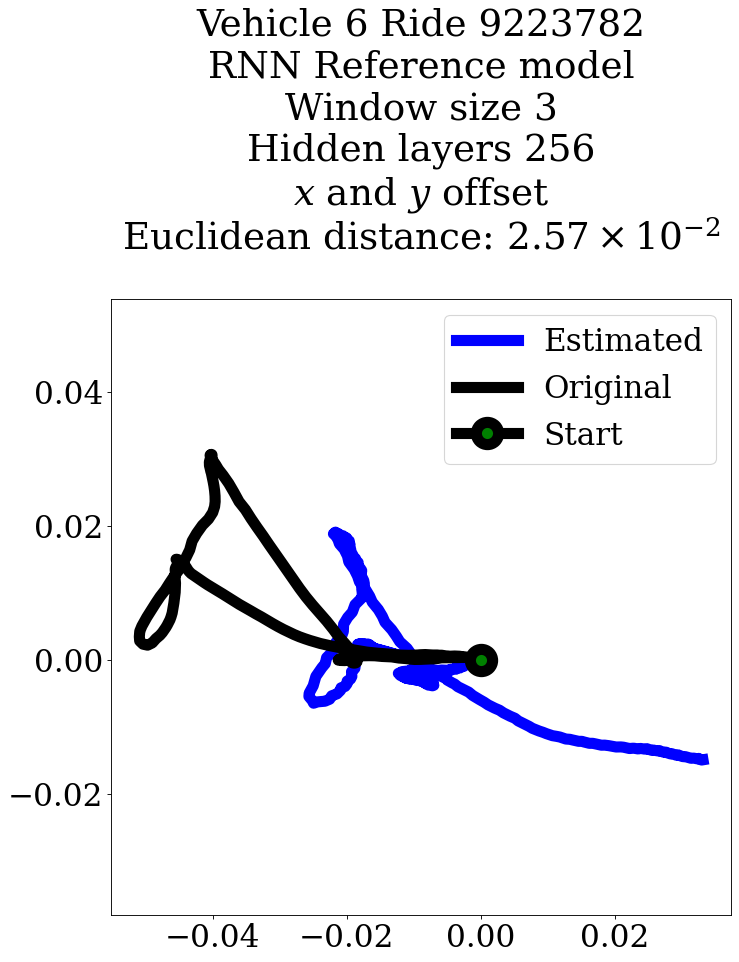 Vehicle 6 Ride 9223782
RNN Reference model
Window size 3
Hidden layers 256
x and y offset
Euclidean distance: 2.57 × 10⁻²
Estimated
Original
Start
0.04
0.02
0.00
−0.02
−0.04 −0.02 0.00 0.02